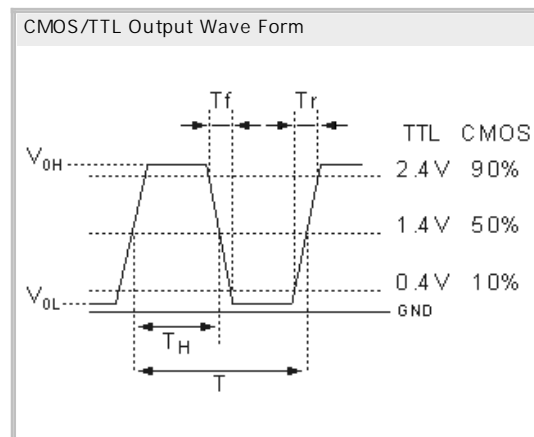 CMOS/TTL Output Wave Form
Tf Tr
TTL CMOS
V0H
2.4V 90%
1.4V 50%
0.4V 10%
V0L
GND
TH
T